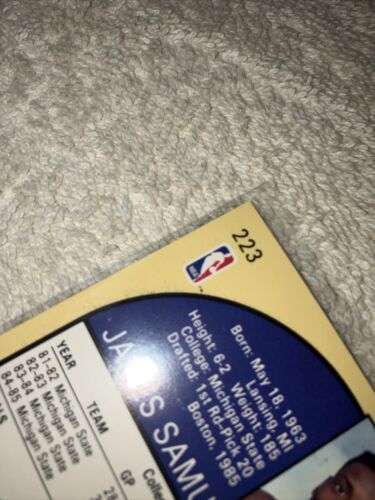 223
NBA
Born: May 18, 1963
Lansing, MI
Height: 6-2 Weight: 185
College: Michigan State
Drafted: 1st Rd-Pick 20
Boston, 1985
SAMU
YEAR TEAM GP
81-82 Michigan State 28
82-83 Michigan State
83-84 Michigan State
84-85 Michigan State